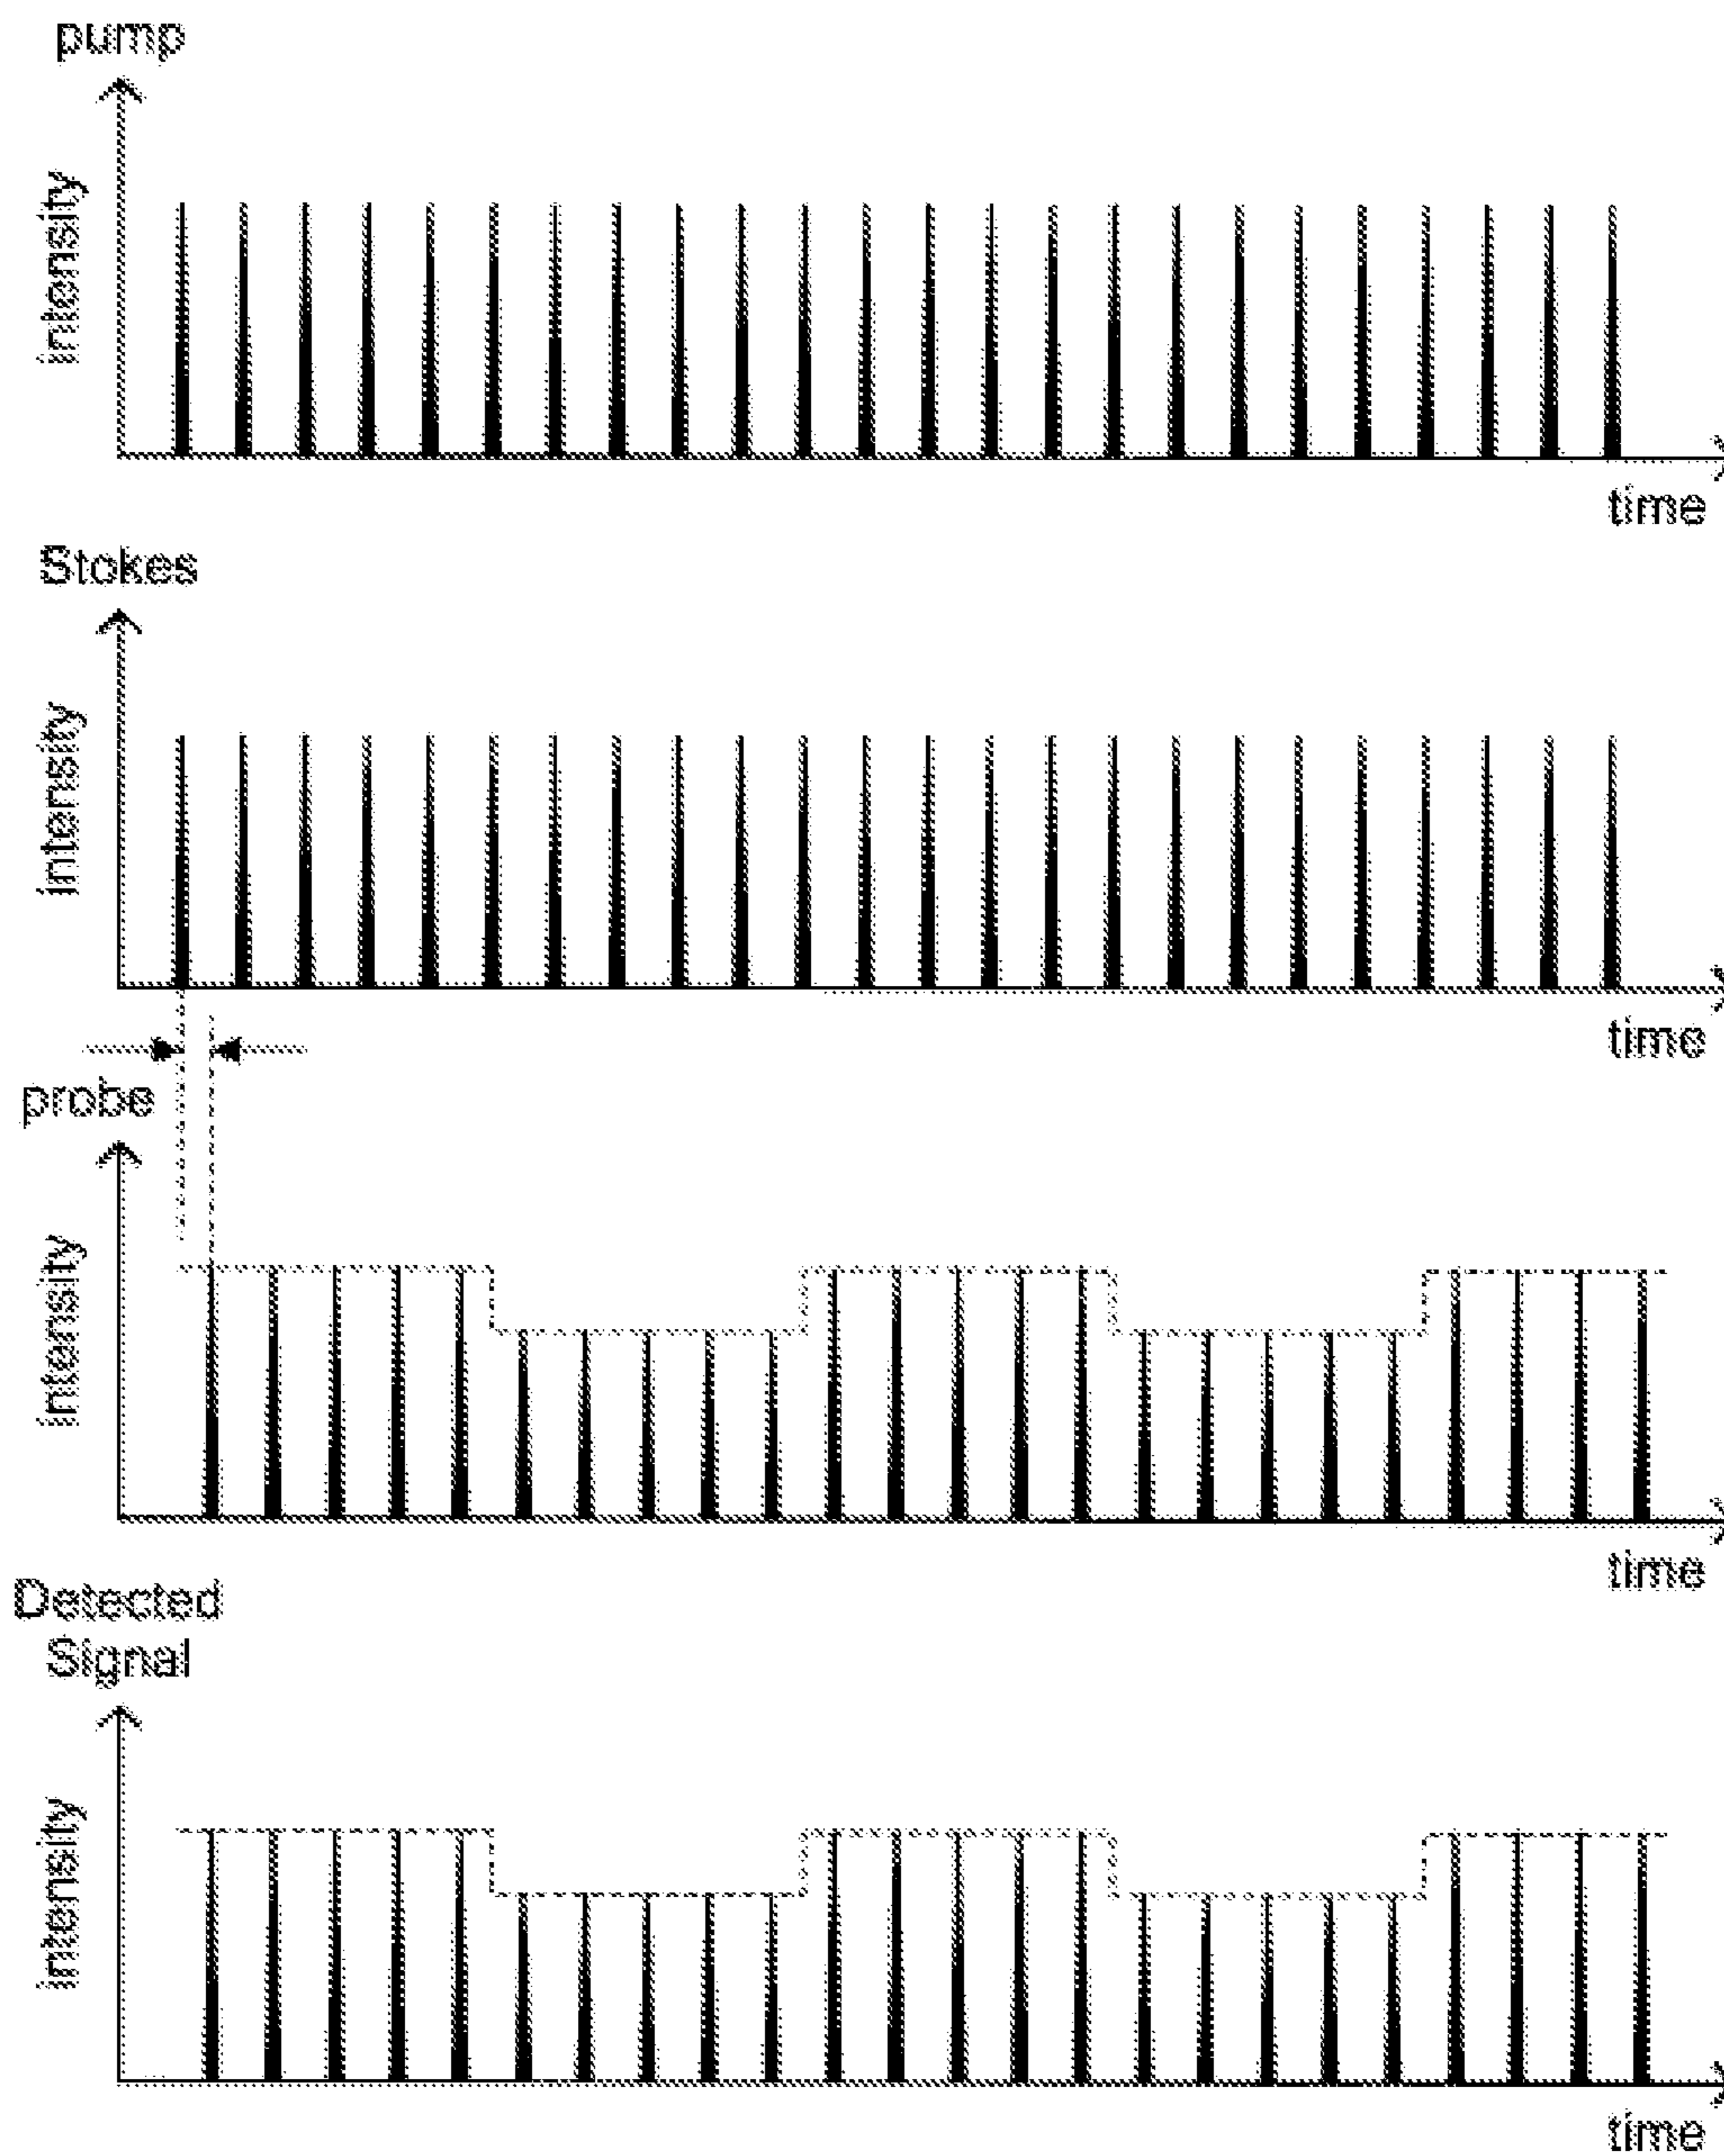 pump
intensity
time
Stokes
intensity
time
probe
intensity
time
Detected
Signal
intensity
time